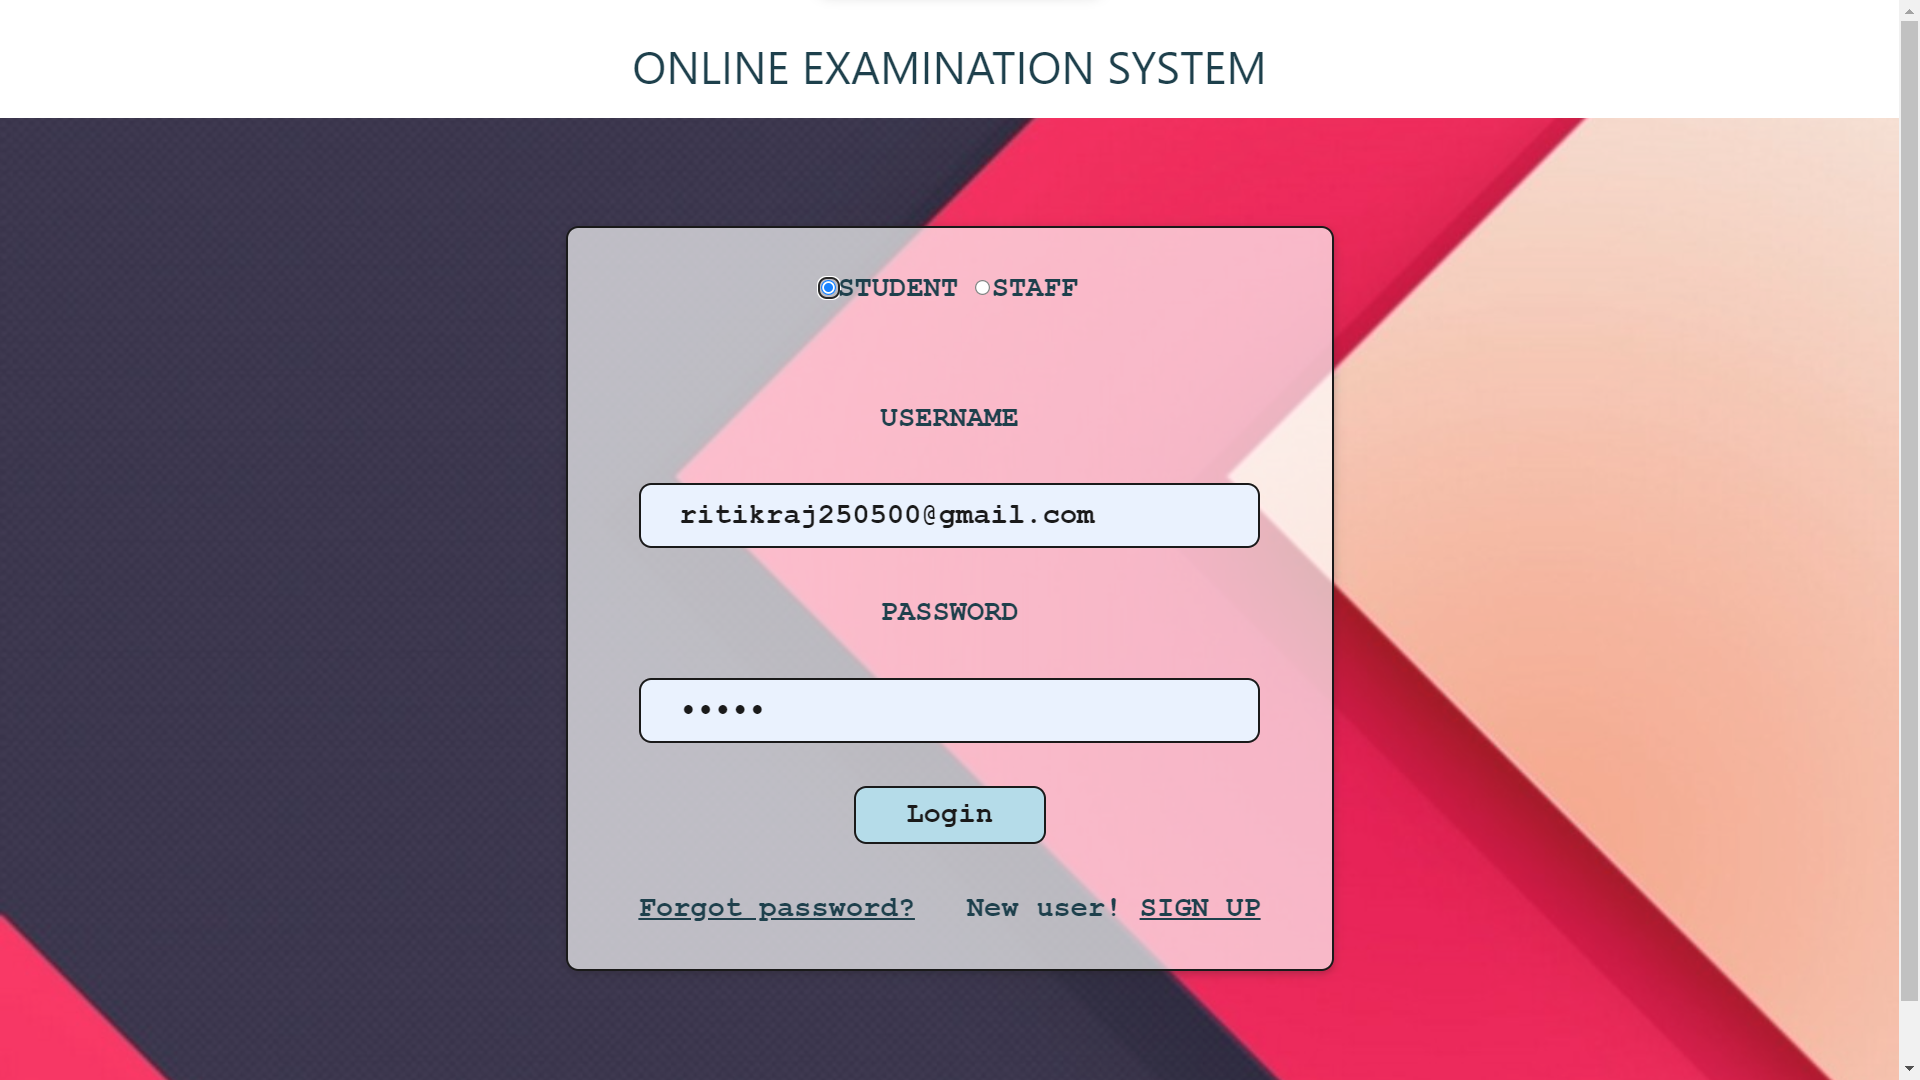 ONLINE EXAMINATION SYSTEM
STUDENT STAFF
USERNAME
ritikraj250500@gmail.com
PASSWORD
•••••
Login
Forgot password? New user! SIGN UP